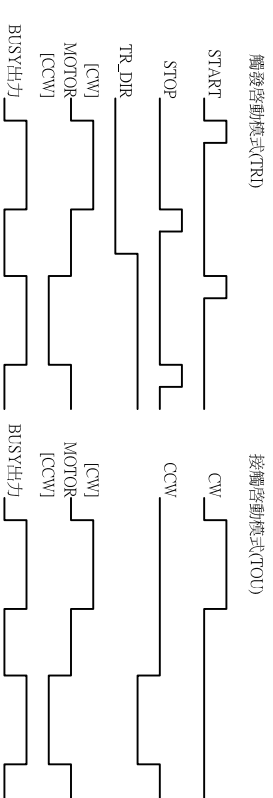 觸發啓動模式(TRI)
START
STOP
TR_DIR
[CW]
MOTOR
[CCW]
BUSY出力
接觸啓動模式(TOU)
CW
CCW
[CW]
MOTOR
[CCW]
BUSY出力